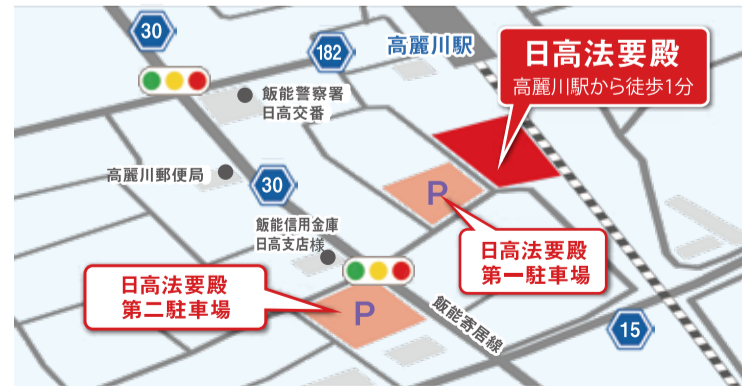 30
182
高麗川駅
日高法要殿
高麗川駅から徒歩1分
飯能警察署
日高交番
高麗川郵便局
30
P
飯能信用金庫
日高支店様
日高法要殿
第一駐車場
日高法要殿
第二駐車場
P
飯能寄居線
15